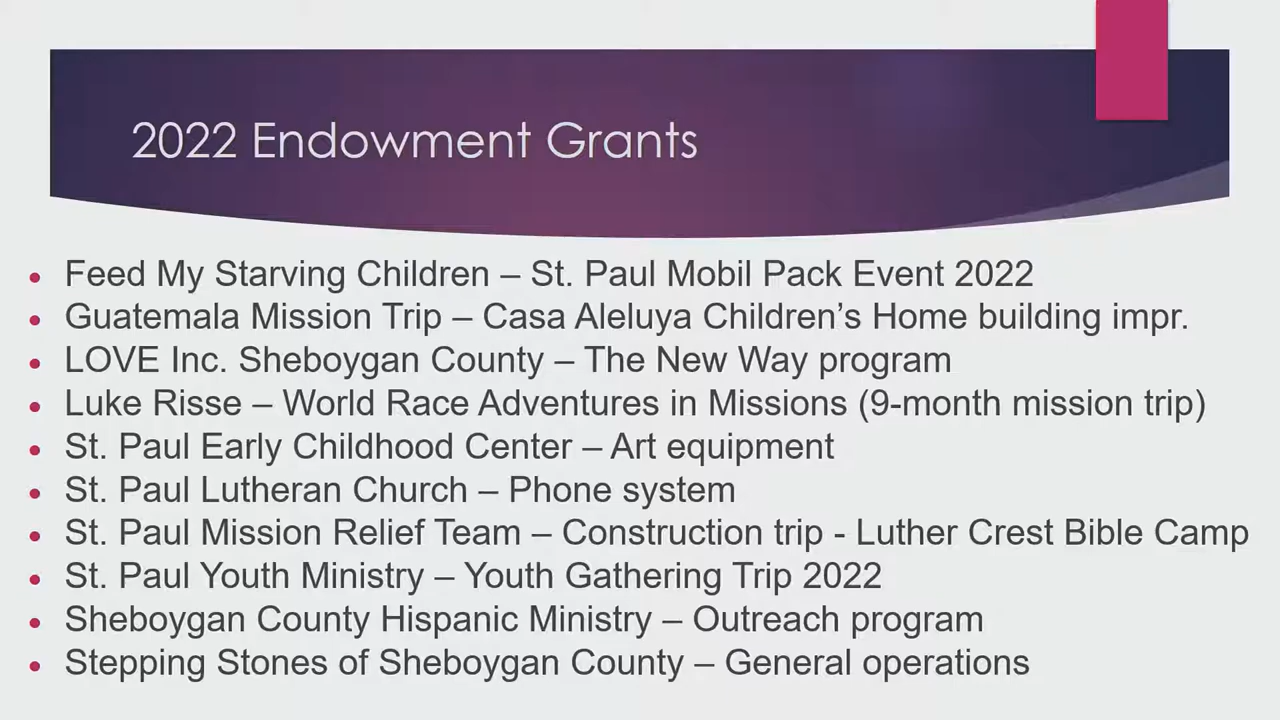 2022 Endowment Grants
• Feed My Starving Children – St. Paul Mobil Pack Event 2022
• Guatemala Mission Trip – Casa Aleluya Children’s Home building impr.
• LOVE Inc. Sheboygan County – The New Way program
• Luke Risse – World Race Adventures in Missions (9-month mission trip)
• St. Paul Early Childhood Center – Art equipment
• St. Paul Lutheran Church – Phone system
• St. Paul Mission Relief Team – Construction trip - Luther Crest Bible Camp
• St. Paul Youth Ministry – Youth Gathering Trip 2022
• Sheboygan County Hispanic Ministry – Outreach program
• Stepping Stones of Sheboygan County – General operations